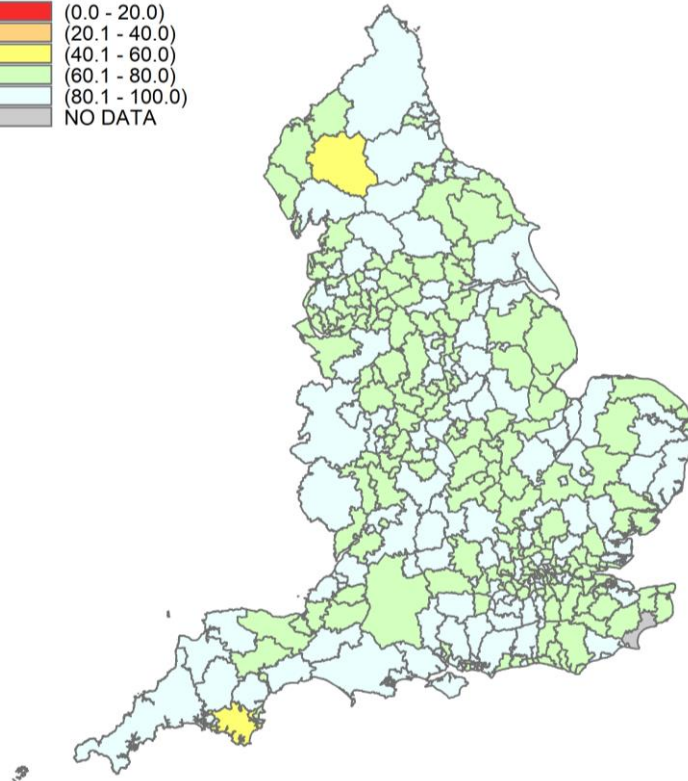 (0.0 - 20.0)
(20.1 - 40.0)
(40.1 - 60.0)
(60.1 - 80.0)
(80.1 - 100.0)
NO DATA